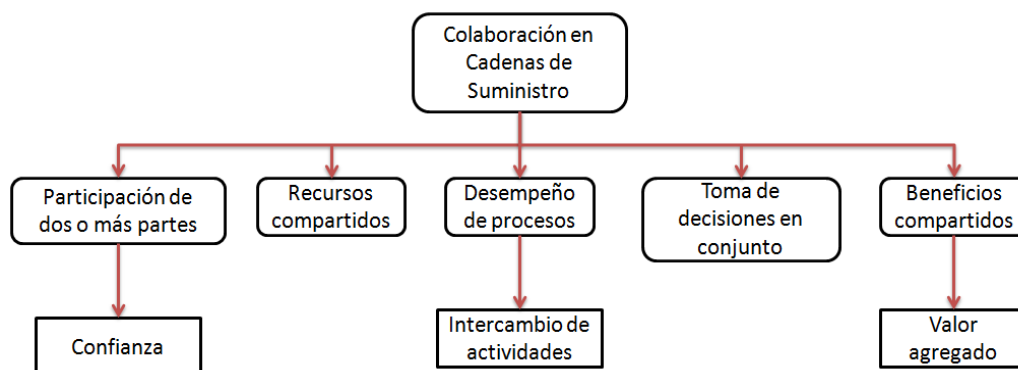 Colaboración en
Cadenas de
Suministro
Participación de
dos o más partes
Recursos
compartidos
Desempeño
de procesos
Toma de
decisiones en
conjunto
Beneficios
compartidos
Confianza
Intercambio de
actividades
Valor
agregado